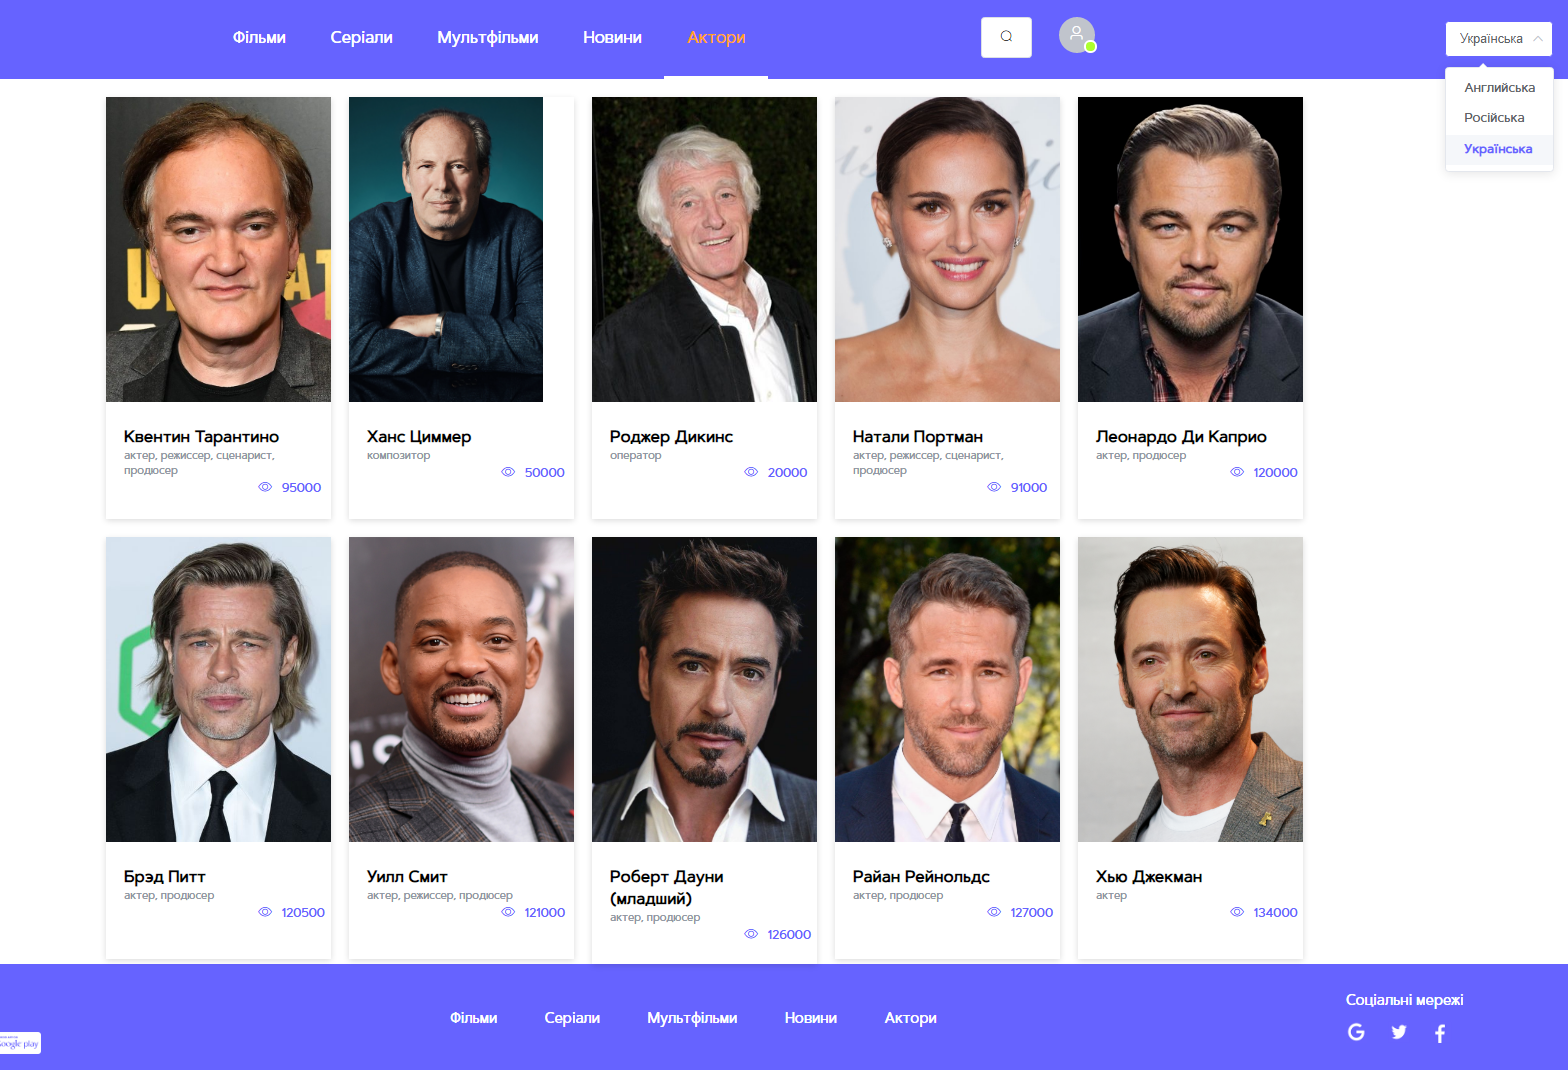 Фільми Серіали Мультфільми Новини Актори Українська
Англійська
Російська
Українська
Квентин Тарантино
актер, режиссер, сценарист,
продюсер
95000
Ханс Циммер
композитор
50000
Роджер Дикинс
оператор
20000
Натали Портман
актер, режиссер, сценарист,
продюсер
91000
Леонардо Ди Каприо
актер, продюсер
120000
Брэд Питт
актер, продюсер
120500
Уилл Смит
актер, режиссер, продюсер
121000
Роберт Дауни
(младший)
актер, продюсер
126000
Райан Рейнольдс
актер, продюсер
127000
Хью Джекман
актер
134000
Фільми Серіали Мультфільми Новини Актори
Соціальні мережі
Google play